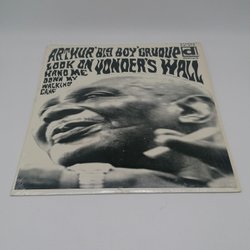 ARTHUR "BIG BOY" CRUDUP
LOOK ON YONDER'S WALL
HAND ME
DOWN MY
WALKING
CANE
d